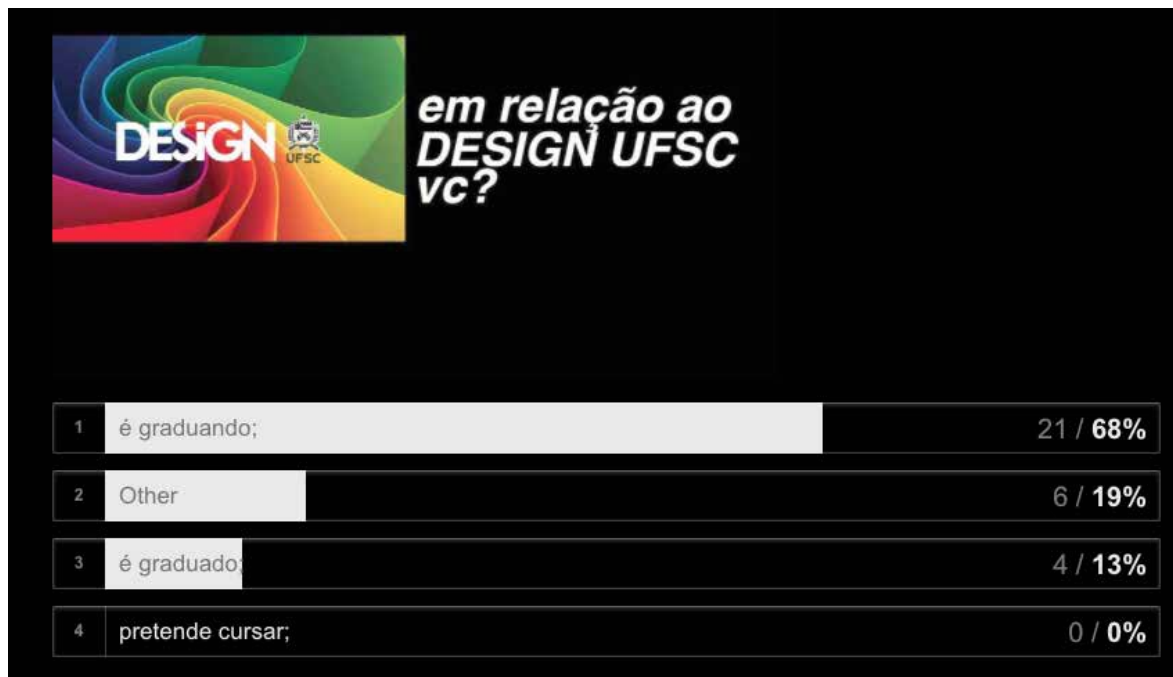 DESiGN
UFSC
em relação ao
DESIGN UFSC
vc?
1 é graduando; 21 / 68%
2 Other 6 / 19%
3 é graduado; 4 / 13%
4 pretende cursar; 0 / 0%